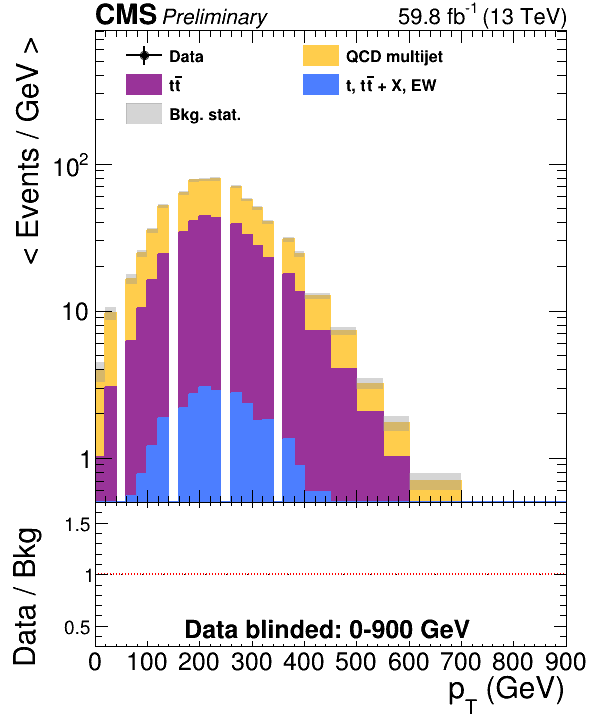 CMS Preliminary 59.8 fb⁻¹ (13 TeV)
< Events / GeV >
Data
QCD multijet
tt̄
t, tt̄ + X, EW
Bkg. stat.
10²
10
1
Data / Bkg
1.5
1
0.5
Data blinded: 0-900 GeV
0 100 200 300 400 500 600 700 800 900
p_T (GeV)